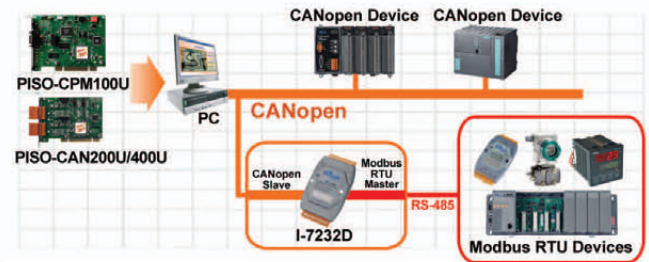 CANopen Device
CANopen Device
PISO-CPM100U
PC
CANopen
PISO-CAN200U/400U
CANopen
Slave
Modbus
RTU
Master
RS-485
I-7232D
Modbus RTU Devices